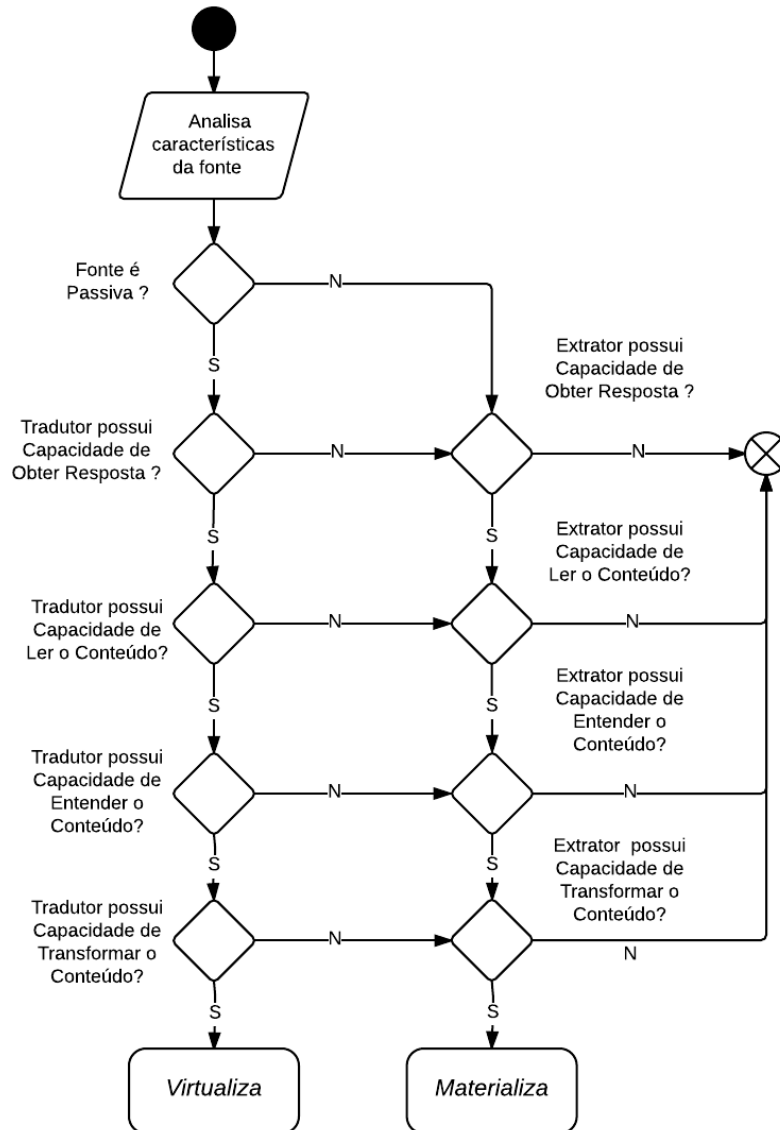 Analisa
características
da fonte
Fonte é
Passiva ?
N
S
Extrator possui
Capacidade de
Obter Resposta ?
Tradutor possui
Capacidade de
Obter Resposta ?
N
N
S
S
Extrator possui
Capacidade de
Ler o Conteúdo?
Tradutor possui
Capacidade de
Ler o Conteúdo?
N
N
S
S
Extrator possui
Capacidade de
Entender o
Conteúdo?
Tradutor possui
Capacidade de
Entender o
Conteúdo?
N
N
S
S
Extrator  possui
Capacidade de
Transformar o
Conteúdo?
Tradutor possui
Capacidade de
Transformar o
Conteúdo?
N
N
S
S
Virtualiza
Materializa